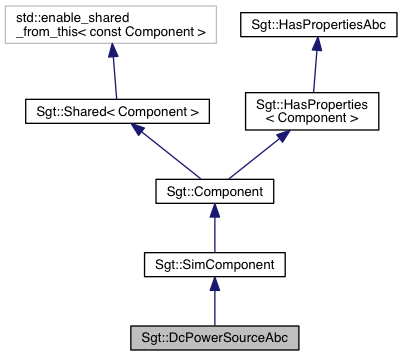 std::enable_shared
_from_this< const Component >
Sgt::HasPropertiesAbc
Sgt::Shared< Component >
Sgt::HasProperties
< Component >
Sgt::Component
Sgt::SimComponent
Sgt::DcPowerSourceAbc